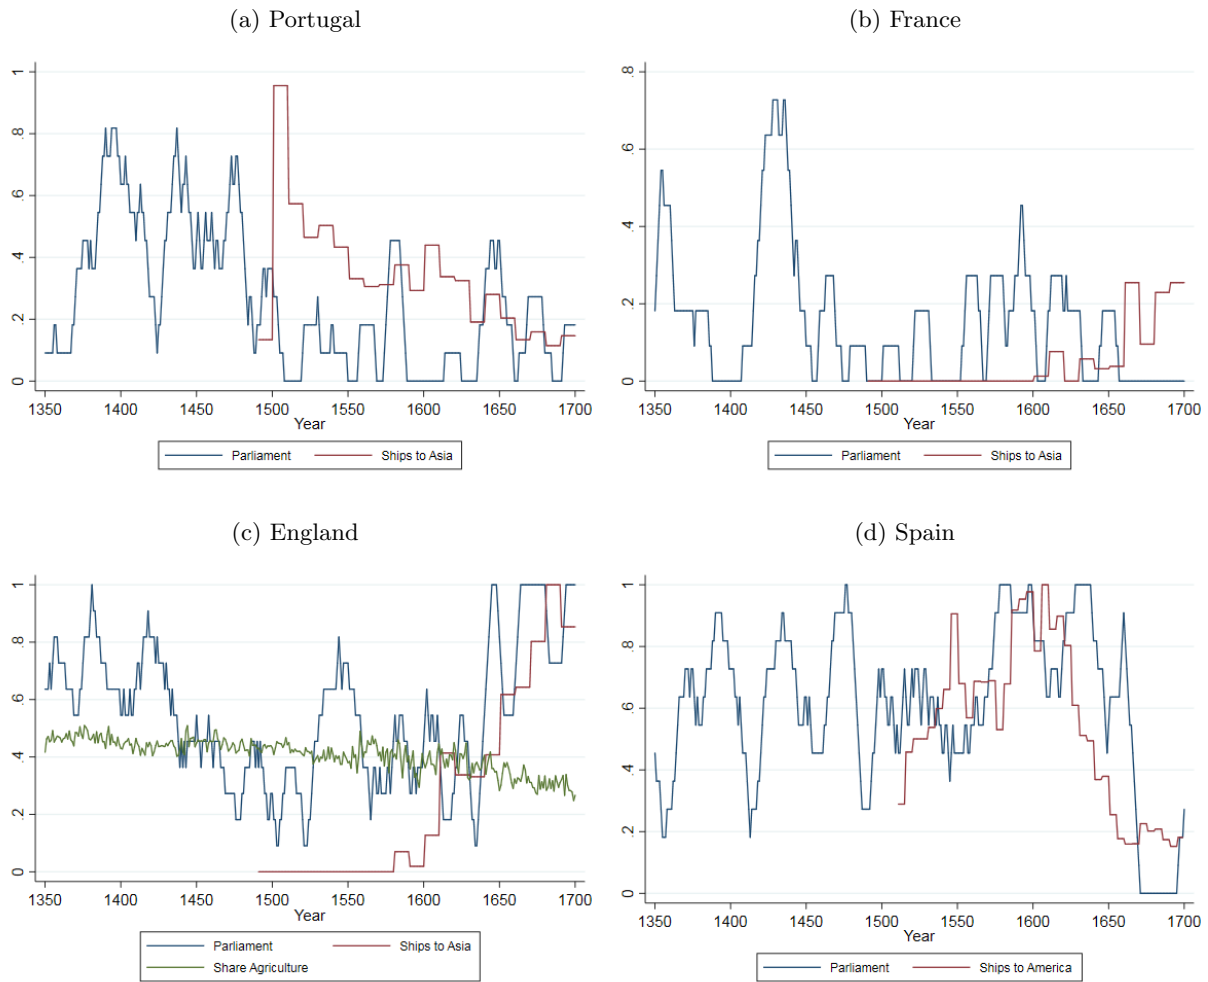 (a) Portugal
1
.8
.6
.4
.2
0
1350 1400 1450 1500 1550 1600 1650 1700
Year
Parliament Ships to Asia
(b) France
.8
.6
.4
.2
0
1350 1400 1450 1500 1550 1600 1650 1700
Year
Parliament Ships to Asia
(c) England
1
.8
.6
.4
.2
0
1350 1400 1450 1500 1550 1600 1650 1700
Year
Parliament Ships to Asia
Share Agriculture
(d) Spain
1
.8
.6
.4
.2
0
1350 1400 1450 1500 1550 1600 1650 1700
Year
Parliament Ships to America